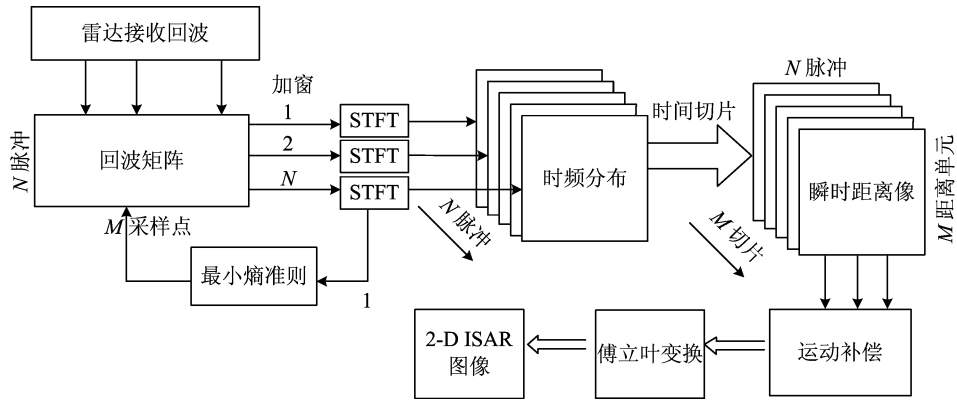 雷达接收回波
加窗
1
2
N
N 脉冲
回波矩阵
M 采样点
STFT
STFT
STFT
最小熵准则
1
时频分布
N 脉冲
时间切片
N 脉冲
瞬时距离像
M 距离单元
M 切片
2-D ISAR
图像
傅立叶变换
运动补偿